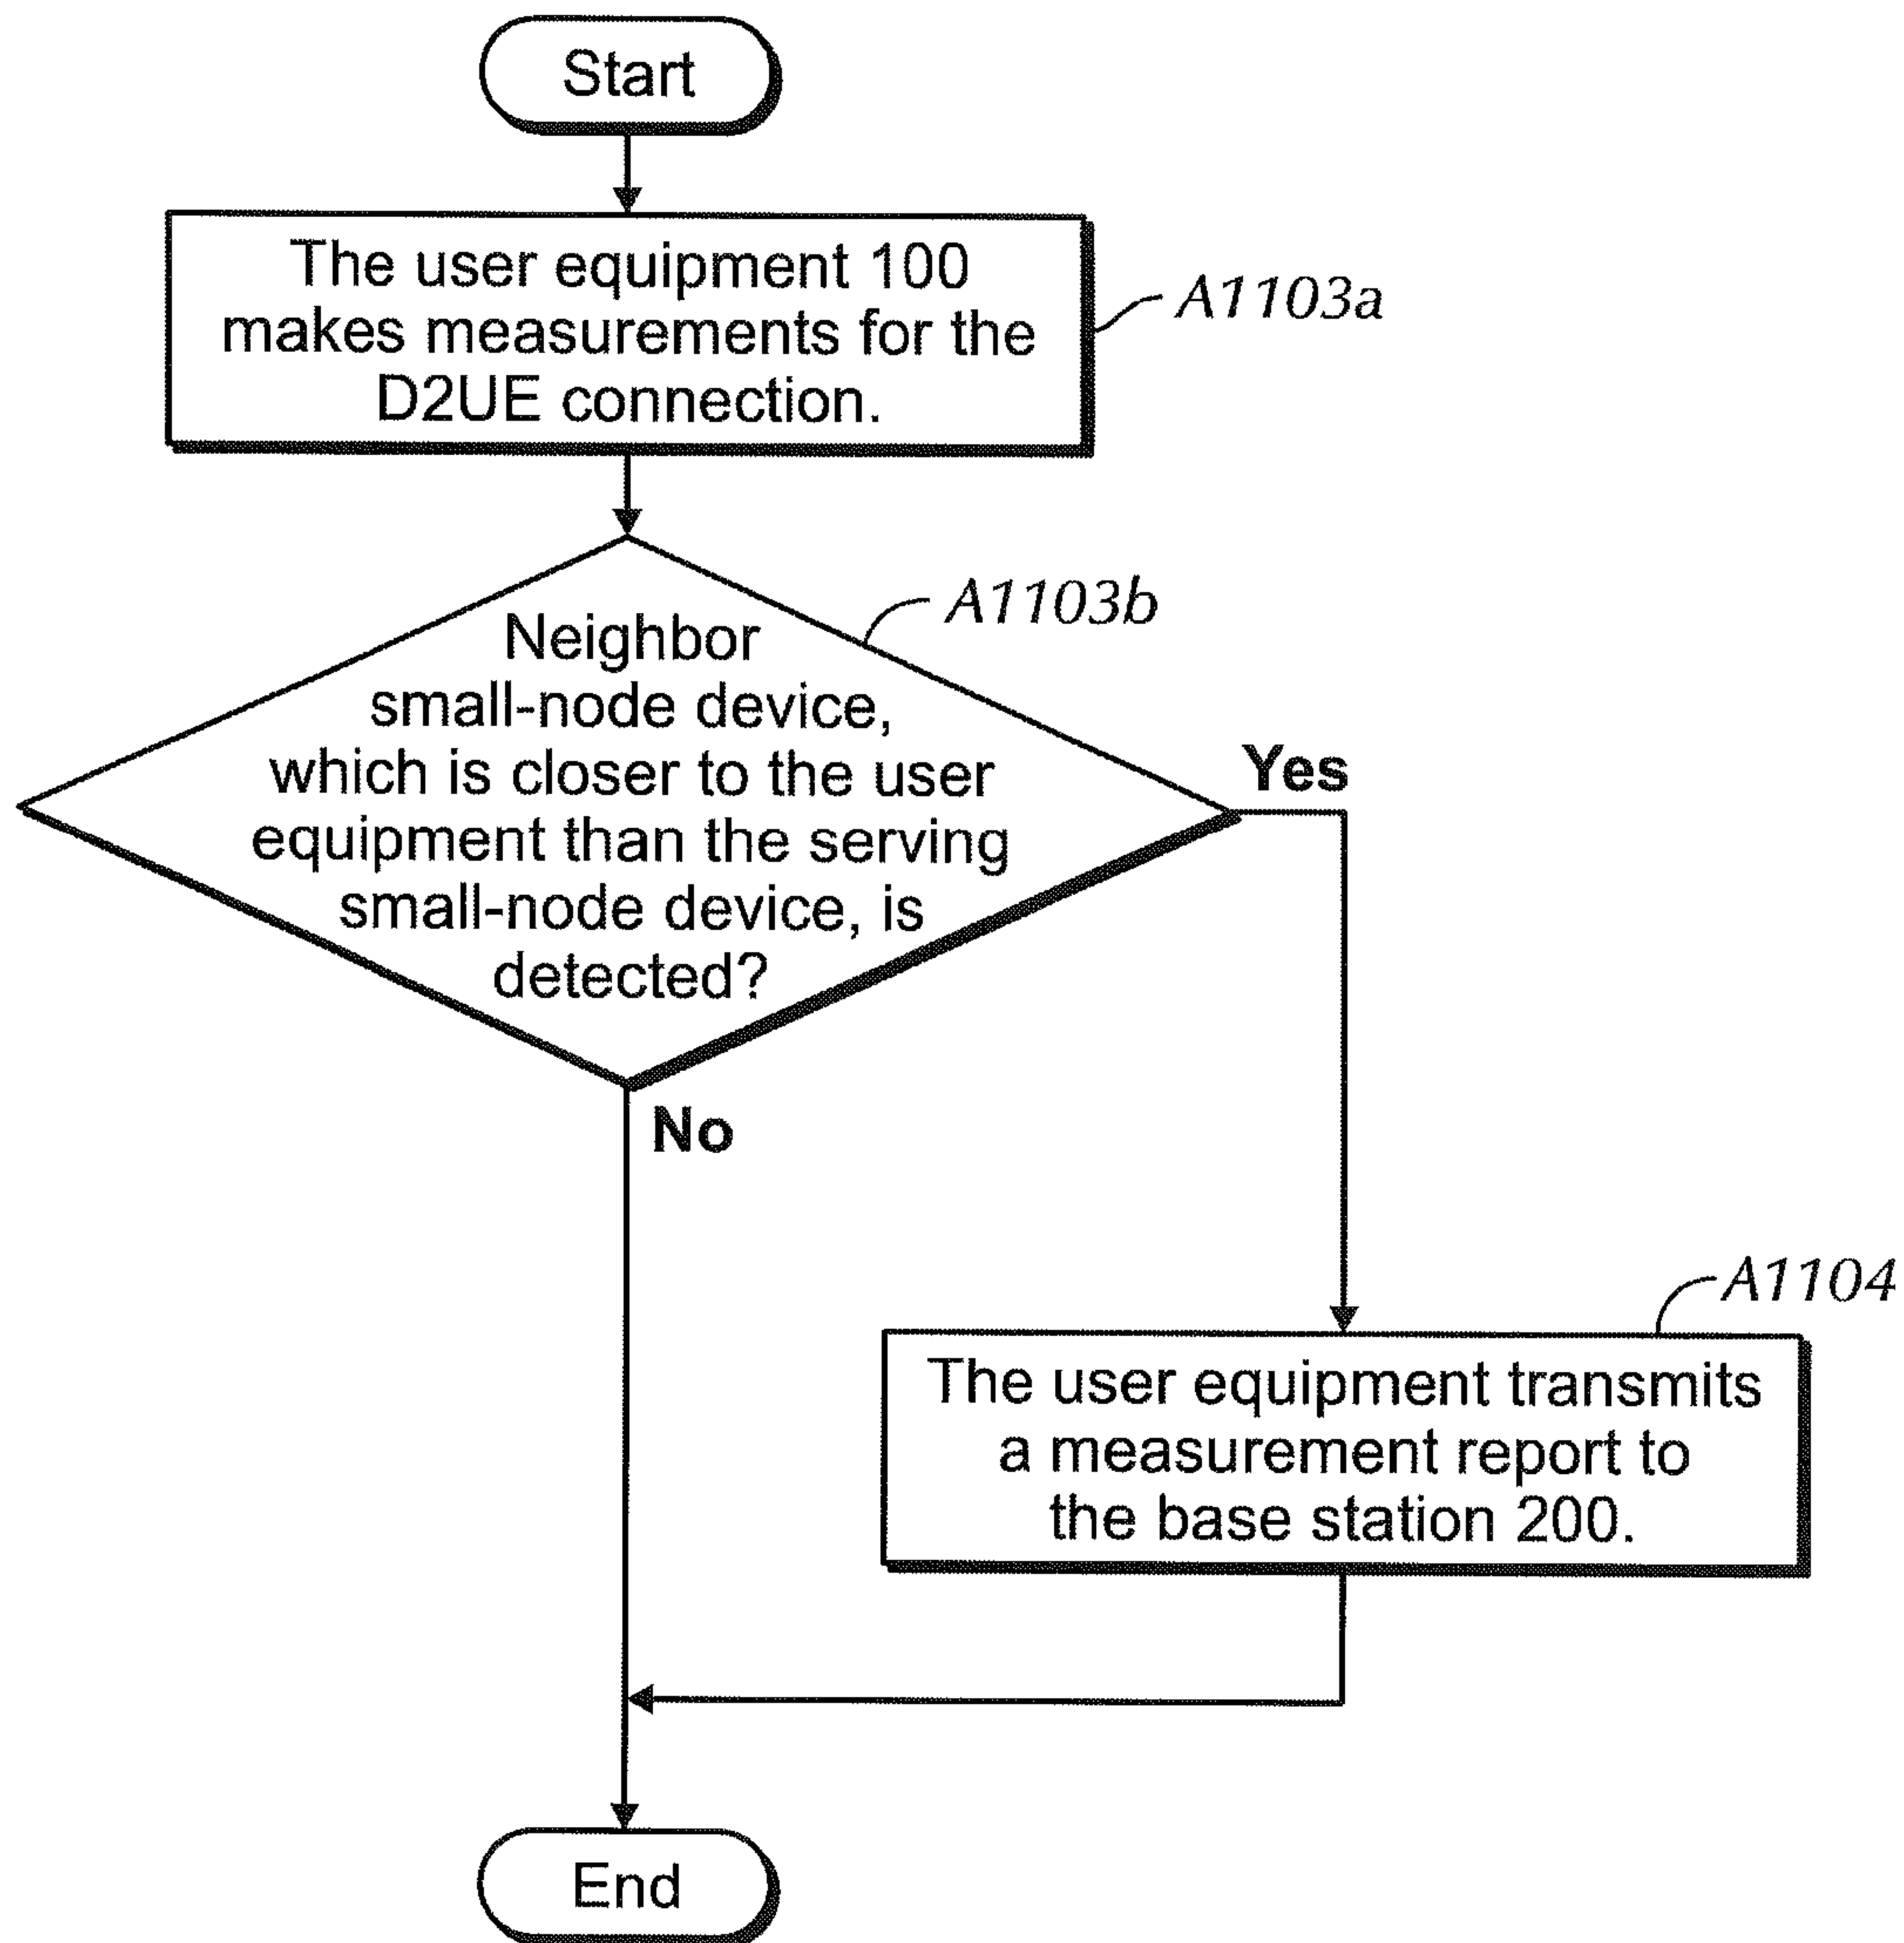 Start
The user equipment 100
makes measurements for the
D2UE connection.
A1103a
A1103b
Neighbor
small-node device,
which is closer to the user
equipment than the serving
small-node device, is
detected?
Yes
No
A1104
The user equipment transmits
a measurement report to
the base station 200.
End